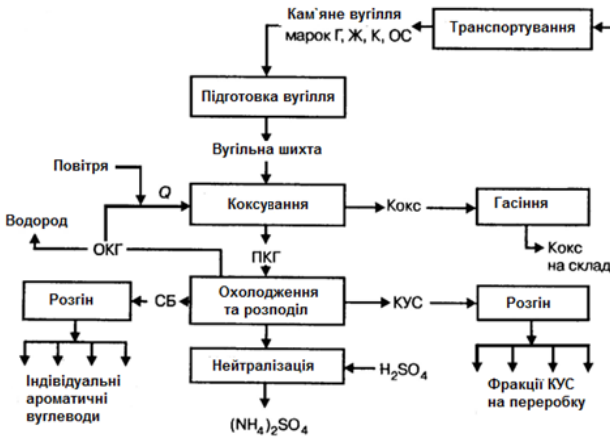 Кам`яне вугілля
марок Г, Ж, К, ОС
Транспортування
Підготовка вугілля
Вугільна шихта
Повітря
Q
Коксування
Кокс
Гасіння
Водород
ОКГ
ПКГ
Кокс
на склад
Розгін
СБ
Охолодження
та розподіл
КУС
Розгін
Нейтралізація
H₂SO₄
Індивідуальні
ароматичні
вуглеводи
Фракції КУС
на переробку
(NH₄)₂SO₄